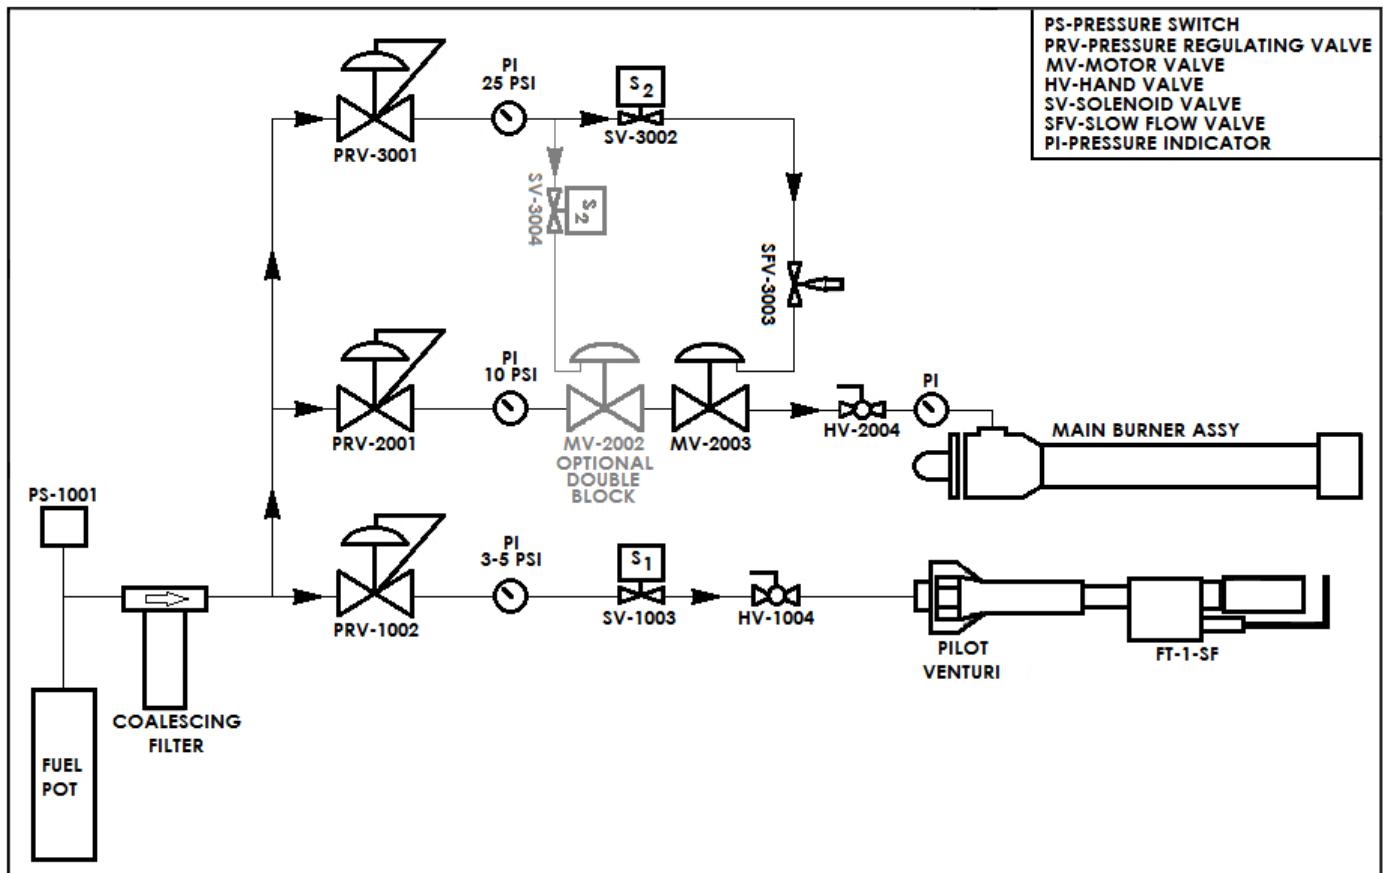 PS-PRESSURE SWITCH
PRV-PRESSURE REGULATING VALVE
MV-MOTOR VALVE
HV-HAND VALVE
SV-SOLENOID VALVE
SFV-SLOW FLOW VALVE
PI-PRESSURE INDICATOR
PRV-3001
PI
25 PSI
S2
SV-3002
SV-3004
S2
SFV-3003
PRV-2001
PI
10 PSI
MV-2002
OPTIONAL
DOUBLE
BLOCK
MV-2003
HV-2004
PI
MAIN BURNER ASSY
PS-1001
COALESCING
FILTER
FUEL
POT
PRV-1002
PI
3-5 PSI
S1
SV-1003
HV-1004
PILOT
VENTURI
FT-1-SF